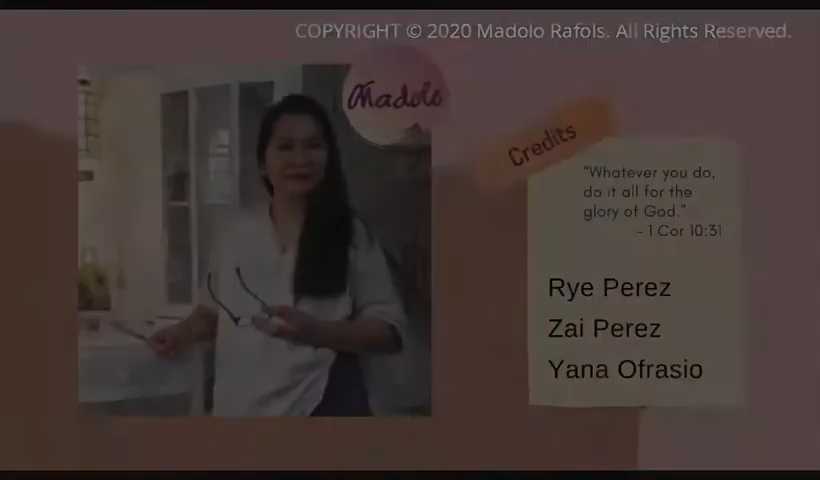 COPYRIGHT © 2020 Madolo Rafols. All Rights Reserved.
Madolo
Credits
"Whatever you do,
do it all for the
glory of God."
- 1 Cor 10:31
Rye Perez
Zai Perez
Yana Ofrasio